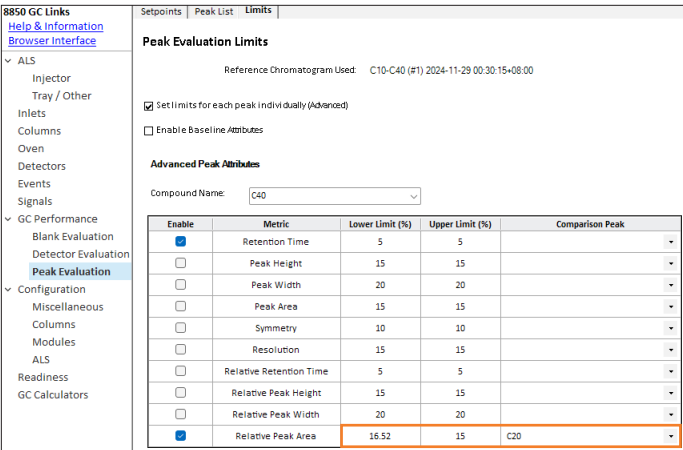 8850 GC Links
Help & Information
Browser Interface
ALS
Injector
Tray / Other
Inlets
Columns
Oven
Detectors
Events
Signals
GC Performance
Blank Evaluation
Detector Evaluation
Peak Evaluation
Configuration
Miscellaneous
Columns
Modules
ALS
Readiness
GC Calculators
Setpoints Peak List Limits
Peak Evaluation Limits
Reference Chromatogram Used: C10-C40 (#1) 2024-11-29 00:30:15+08:00
Set limits for each peak individually (Advanced)
Enable Baseline Attributes
Advanced Peak Attributes
Compound Name: C40
Enable Metric Lower Limit (%) Upper Limit (%) Comparison Peak
Retention Time 5 5
Peak Height 15 15
Peak Width 20 20
Peak Area 15 15
Symmetry 10 10
Resolution 15 15
Relative Retention Time 5 5
Relative Peak Height 15 15
Relative Peak Width 20 20
Relative Peak Area 16.52 15 C20